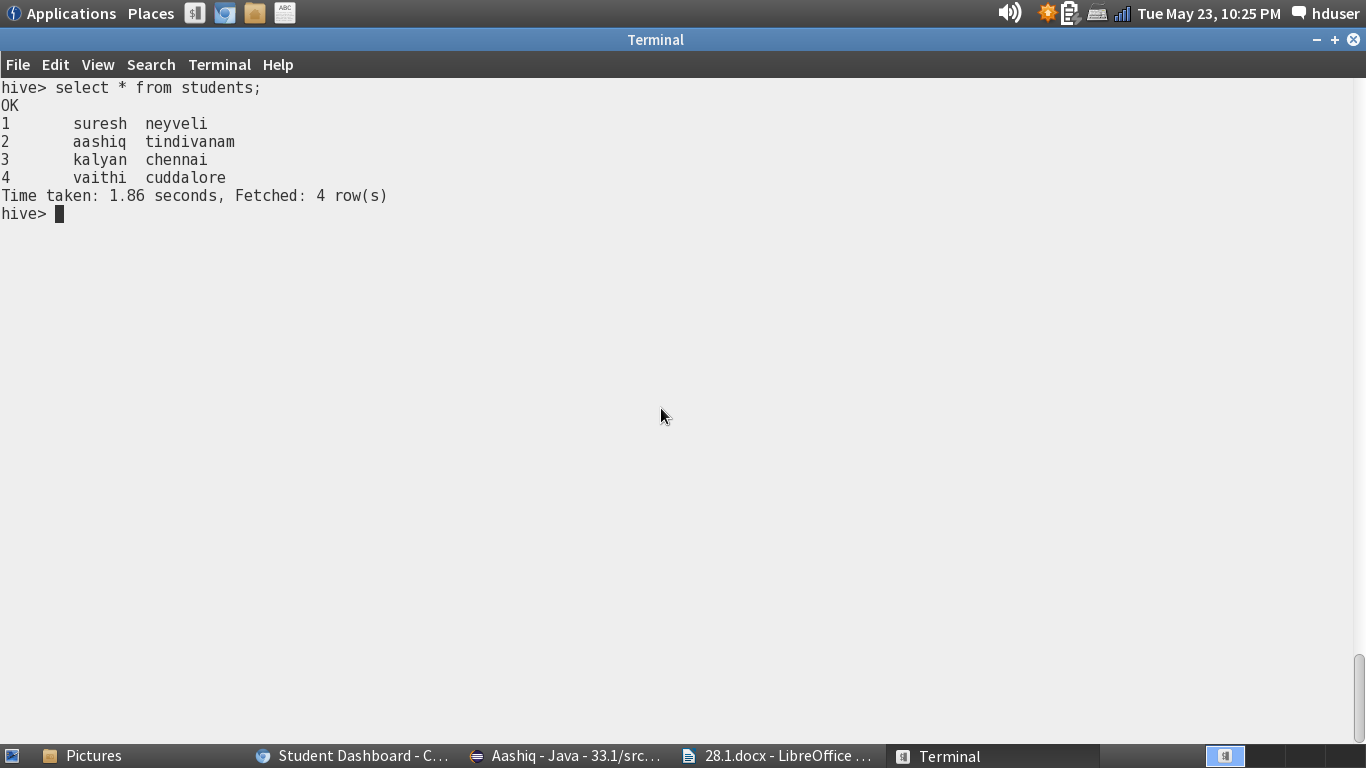 Applications Places Tue May 23, 10:25 PM hduser
Terminal
File Edit View Search Terminal Help
hive> select * from students;
OK
1 suresh neyveli
2 aashiq tindivanam
3 kalyan chennai
4 vaithi cuddalore
Time taken: 1.86 seconds, Fetched: 4 row(s)
hive>
Pictures Student Dashboard - C... Aashiq - Java - 33.1/src... 28.1.docx - LibreOffice ... Terminal